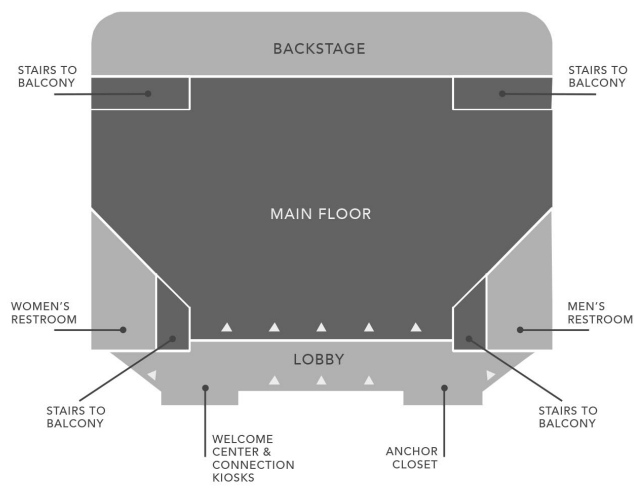 BACKSTAGE
STAIRS TO
BALCONY
STAIRS TO
BALCONY
MAIN FLOOR
WOMEN'S
RESTROOM
MEN'S
RESTROOM
LOBBY
STAIRS TO
BALCONY
STAIRS TO
BALCONY
WELCOME
CENTER &
CONNECTION
KIOSKS
ANCHOR
CLOSET